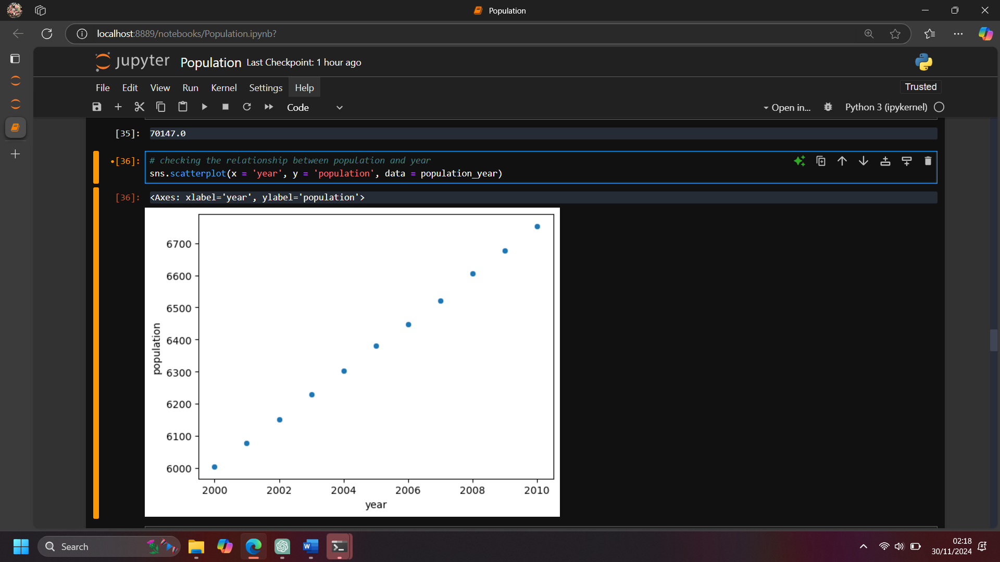 Population
localhost:8889/notebooks/Population.ipynb?
jupyter Population Last Checkpoint: 1 hour ago
File Edit View Run Kernel Settings Help
Trusted
Code
Open in...
Python 3 (ipykernel)
[35]: 70147.0
•[36]: # checking the relationship between population and year
sns.scatterplot(x = 'year', y = 'population', data = population_year)
[36]: <Axes: xlabel='year', ylabel='population'>
6700
6600
6500
6400
6300
6200
6100
6000
population
2000 2002 2004 2006 2008 2010
year
Search
W
02:18
30/11/2024